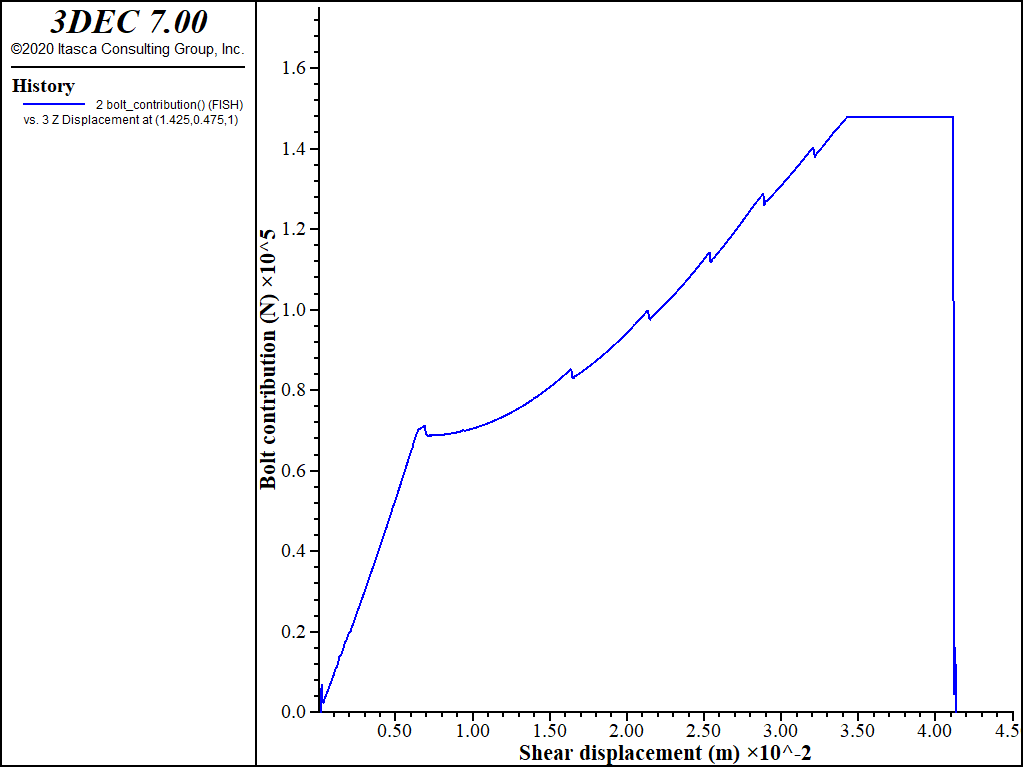 3DEC 7.00
©2020 Itasca Consulting Group, Inc.
History
2 bolt_contribution() (FISH)
vs. 3 Z Displacement at (1.425,0.475,1)
Bolt contribution (N) ×10^5
1.6
1.4
1.2
1.0
0.8
0.6
0.4
0.2
0.0
0.50 1.00 1.50 2.00 2.50 3.00 3.50 4.00 4.5
Shear displacement (m) ×10^-2